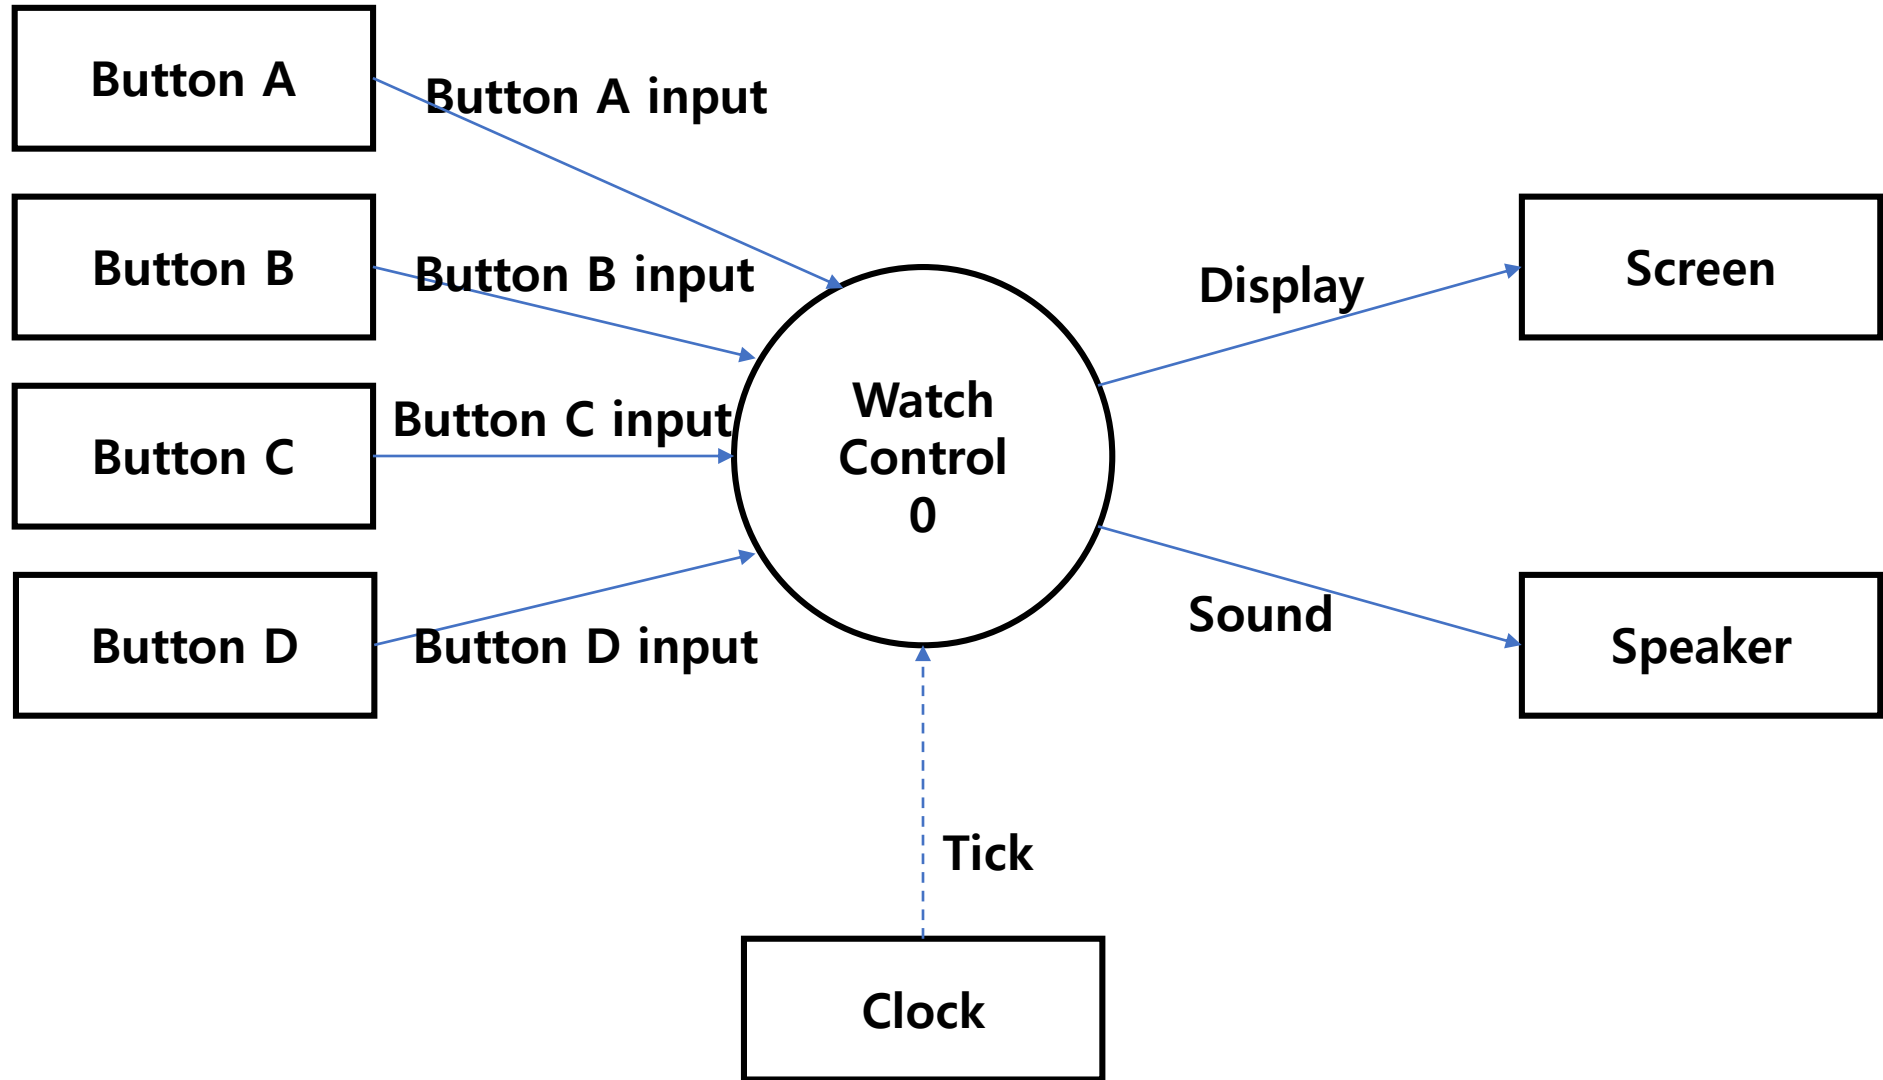 Button A
Button A input
Button B
Button B input
Button C
Button C input
Button D
Button D input
Watch
Control
0
Display
Screen
Sound
Speaker
Tick
Clock